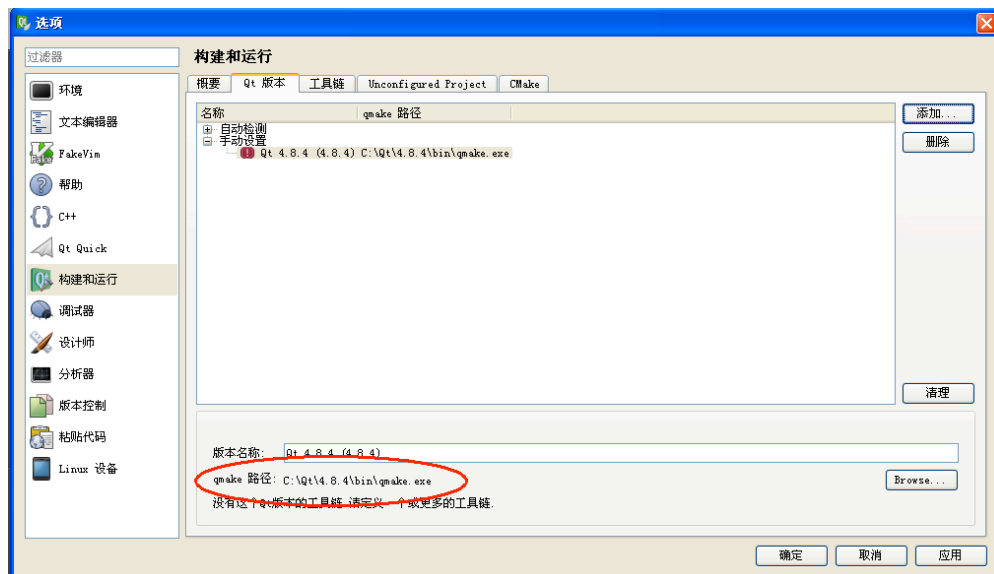 选项
过滤器
环境
文本编辑器
FakeVim
帮助
C++
Qt Quick
构建和运行
调试器
设计师
分析器
版本控制
粘贴代码
Linux 设备
构建和运行
概要 Qt 版本 工具链 Unconfigured Project CMake
名称 qmake 路径
自动检测
手动设置
Qt 4.8.4 (4.8.4) C:\Qt\4.8.4\bin\qmake.exe
添加...
删除
清理
版本名称: Qt 4.8.4 (4.8.4)
qmake 路径: C:\Qt\4.8.4\bin\qmake.exe
Browse...
没有这个Qt版本的工具链.请定义一个或更多的工具链.
确定 取消 应用